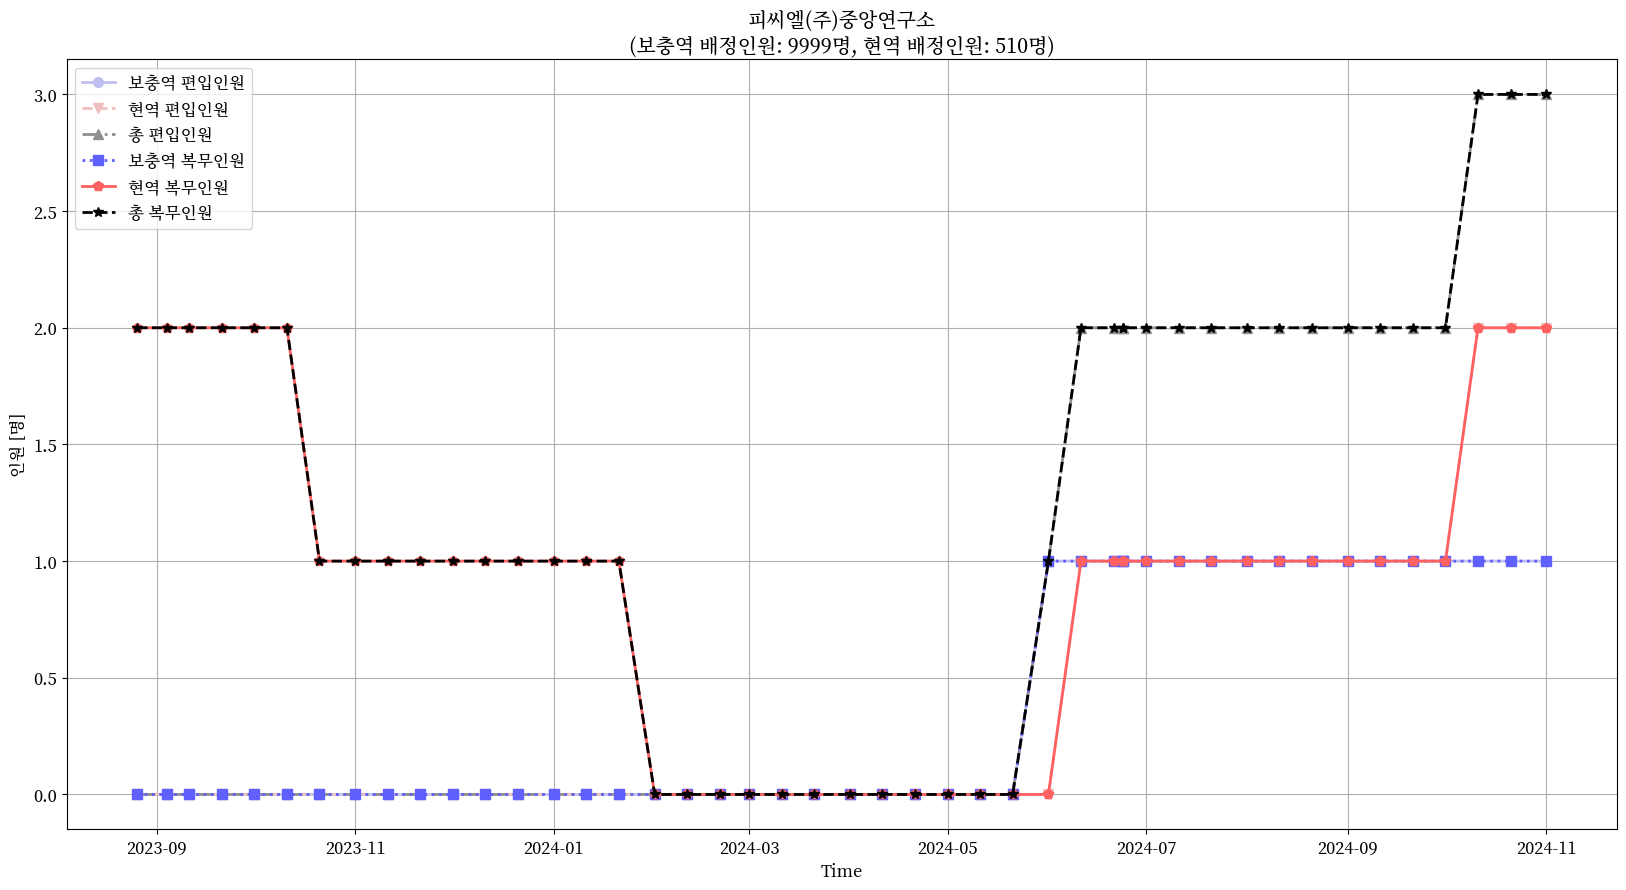 피씨엘(주)중앙연구소
(보충역 배정인원: 9999명, 현역 배정인원: 510명)
보충역 편입인원
현역 편입인원
총 편입인원
보충역 복무인원
현역 복무인원
총 복무인원
3.0
2.5
2.0
1.5
1.0
0.5
0.0
인원 [명]
2023-09
2023-11
2024-01
2024-03
2024-05
2024-07
2024-09
2024-11
Time